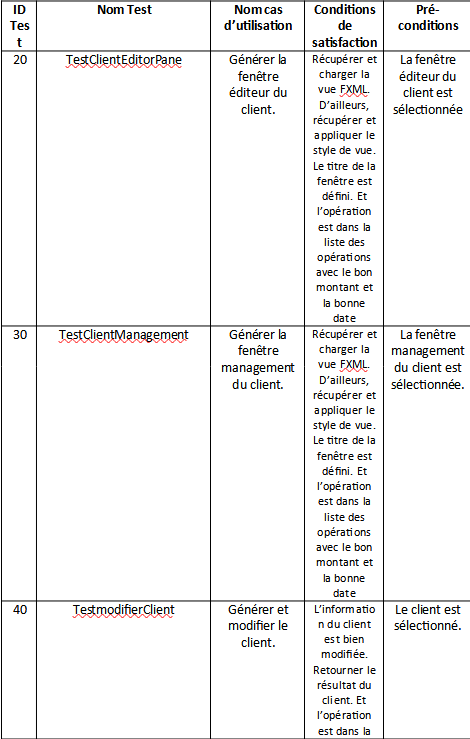 ID Tes t
Nom Test
Nom cas d’utilisation
Conditions de satisfaction
Pré-conditions
20
TestClientEditorPane
Générer la
fenêtre
éditeur du
client.
Récupérer et
charger la
vue FXML.
D’ailleurs,
récupérer et
appliquer le
style de vue.
Le titre de la
fenêtre est
défini. Et
l’opération
est dans la
liste des
opérations
avec le bon
montant et
la bonne
date
La fenêtre
éditeur du
client est
sélectionnée
30
TestClientManagement
Générer la
fenêtre
management
du client.
Récupérer et
charger la
vue FXML.
D’ailleurs,
récupérer et
appliquer le
style de vue.
Le titre de la
fenêtre est
défini. Et
l’opération
est dans la
liste des
opérations
avec le bon
montant et
la bonne
date
La fenêtre
management
du client est
sélectionnée.
40
TestmodifierClient
Générer et
modifier le
client.
L’informatio
n du client
est bien
modifiée.
Retourner le
résultat du
client. Et
l’opération
est dans la
Le client est
sélectionné.